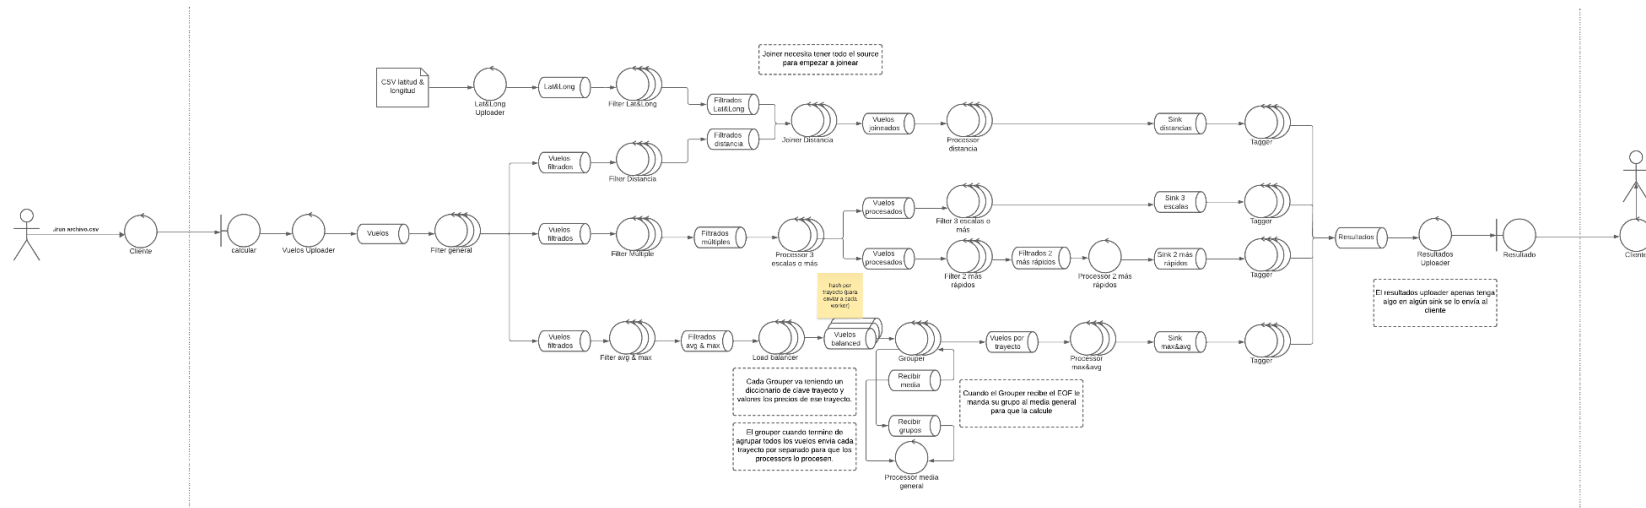 Joiner necesita tener todo el source
para empezar a joinear
CSV latitud &
longitud
Lat&Long
Uploader
Lat&Long
Filter Lat&Long
Filtrados
Lat&Long
Filtrados
distancia
Joiner Distancia
Vuelos
joineados
Processor
distancia
Sink
distancias
Tagger
Vuelos
filtrados
Filter Distancia
./run archivo.csv
Cliente
calcular
Vuelos Uploader
Vuelos
Filter general
Vuelos
filtrados
Filter Múltiple
Filtrados
múltiples
Processor 3
escalas o más
Vuelos
procesados
Filter 3 escalas o
más
Sink 3
escalas
Tagger
Vuelos
procesados
Filter 2 más
rápidos
Filtrados 2
más rápidos
Processor 2 más
rápidos
Sink 2 más
rápidos
Tagger
Resultados
Resultados
Uploader
Resultado
Cliente
El resultados uploader apenas tenga
algo en algún sink se lo envía al
cliente
hash por
trayecto (para
enviar a cada
worker)
Vuelos
filtrados
Filter avg & max
Filtrados
avg & max
Load balancer
Vuelos
balanced
Grouper
Vuelos por
trayecto
Processor
max&avg
Sink
max&avg
Tagger
Cada Grouper va teniendo un
diccionario de clave trayecto y
valores los precios de ese trayecto.
Recibir
media
Cuando el Grouper recibe el EOF le
manda su grupo al media general
para que la calcule
El grouper cuando termine de
agrupar todos los vuelos envia cada
trayecto por separado para que los
processors lo procesen.
Recibir
grupos
Processor media
general